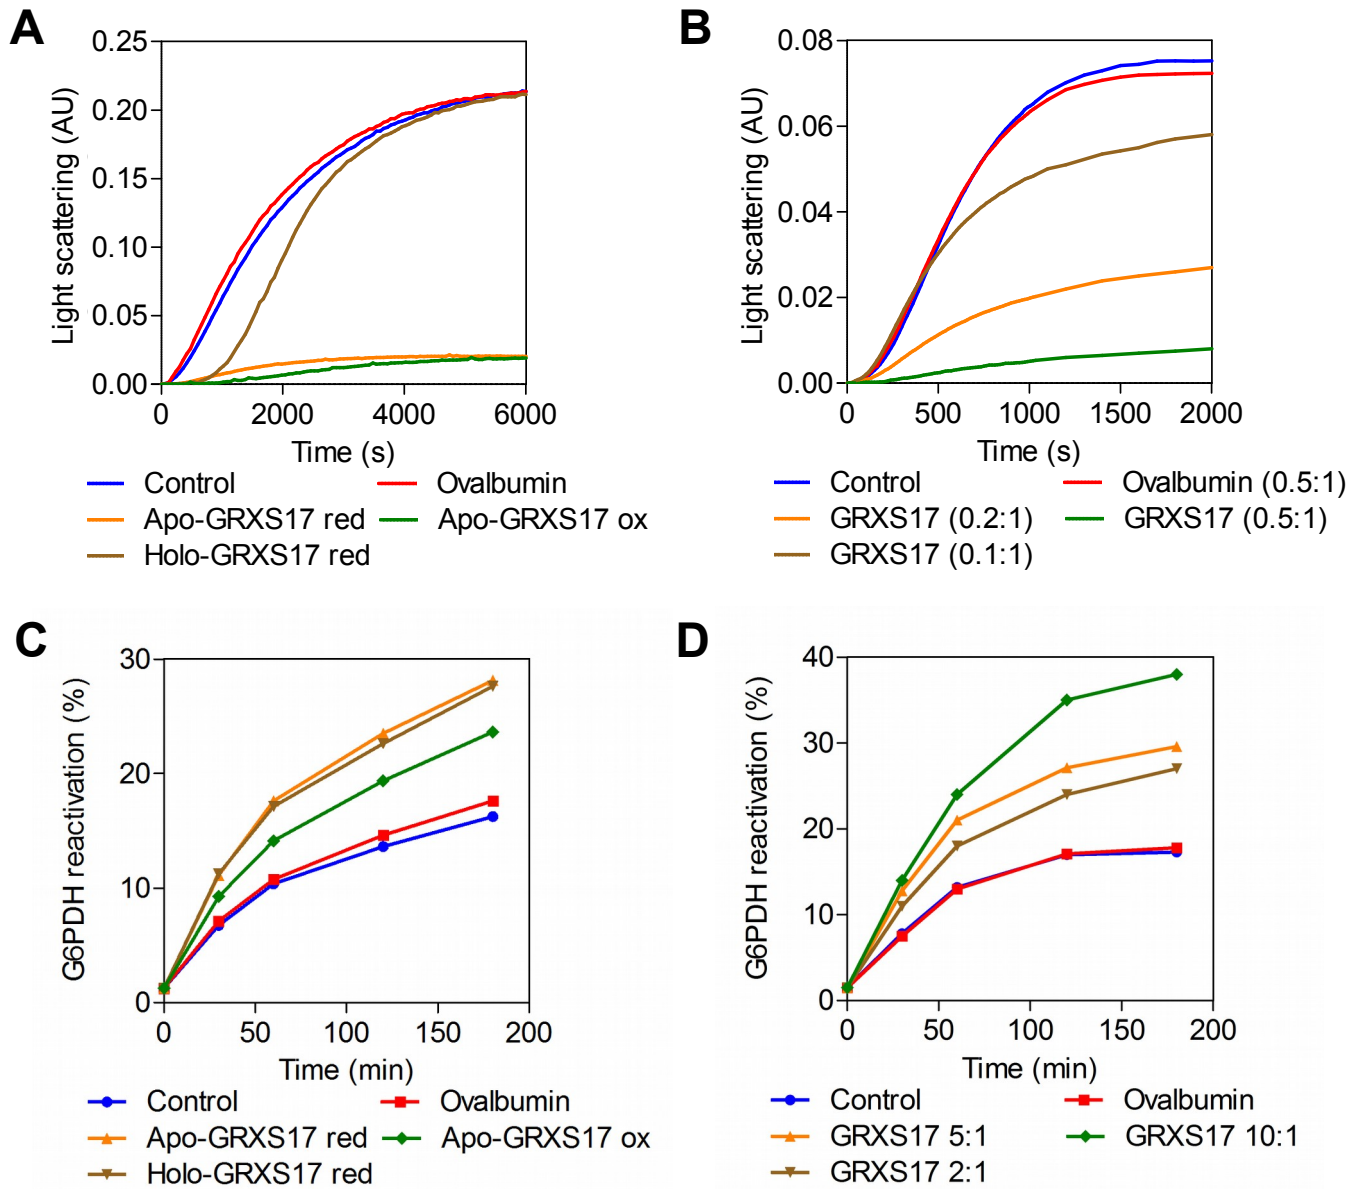 A
Light scattering (AU)
0.25
0.20
0.15
0.10
0.05
0.00
0 2000 4000 6000
Time (s)
Control Ovalbumin
Apo-GRXS17 red Apo-GRXS17 ox
Holo-GRXS17 red
B
Light scattering (AU)
0.08
0.06
0.04
0.02
0.00
0 500 1000 1500 2000
Time (s)
Control Ovalbumin (0.5:1)
GRXS17 (0.2:1) GRXS17 (0.5:1)
GRXS17 (0.1:1)
C
G6PDH reactivation (%)
30
20
10
0
0 50 100 150 200
Time (min)
Control Ovalbumin
Apo-GRXS17 red Apo-GRXS17 ox
Holo-GRXS17 red
D
G6PDH reactivation (%)
40
30
20
10
0
0 50 100 150 200
Time (min)
Control Ovalbumin
GRXS17 5:1 GRXS17 10:1
GRXS17 2:1